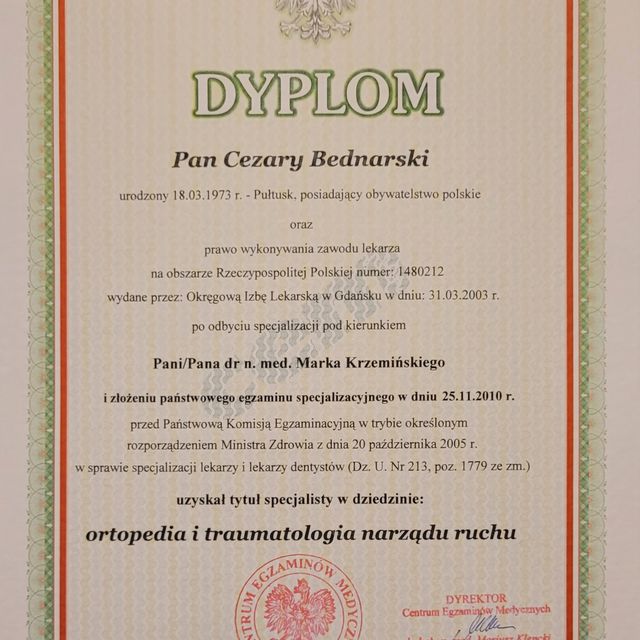 DYPLOM
Pan Cezary Bednarski
urodzony 18.03.1973 r. - Pułtusk, posiadający obywatelstwo polskie
oraz
prawo wykonywania zawodu lekarza
na obszarze Rzeczypospolitej Polskiej numer: 1480212
wydane przez: Okręgową Izbę Lekarską w Gdańsku w dniu: 31.03.2003 r.
po odbyciu specjalizacji pod kierunkiem
Pani/Pana dr n. med. Marka Krzemińskiego
i złożeniu państwowego egzaminu specjalizacyjnego w dniu 25.11.2010 r.
przed Państwową Komisją Egzaminacyjną w trybie określonym
rozporządzeniem Ministra Zdrowia z dnia 20 października 2005 r.
w sprawie specjalizacji lekarzy i lekarzy dentystów (Dz. U. Nr 213, poz. 1779 ze zm.)
uzyskał tytuł specjalisty w dziedzinie:
ortopedia i traumatologia narządu ruchu
EGZAMINÓW
DYREKTOR
Centrum Egzaminów Medycznych
Mariusz Klencki